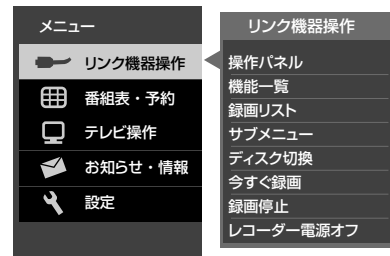 メニュー
リンク機器操作
番組表・予約
テレビ操作
お知らせ・情報
設定
リンク機器操作
操作パネル
機能一覧
録画リスト
サブメニュー
ディスク切換
今すぐ録画
録画停止
レコーダー電源オフ